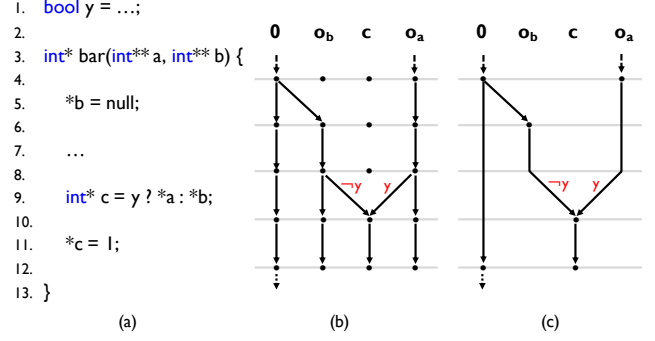 1. bool y = …;
2.
3. int* bar(int** a, int** b) {
4.
5. *b = null;
6.
7. …
8.
9. int* c = y ? *a : *b;
10.
11. *c = 1;
12.
13. }
(a)
0 o_b c o_a
¬y y
(b)
0 o_b c o_a
¬y y
(c)